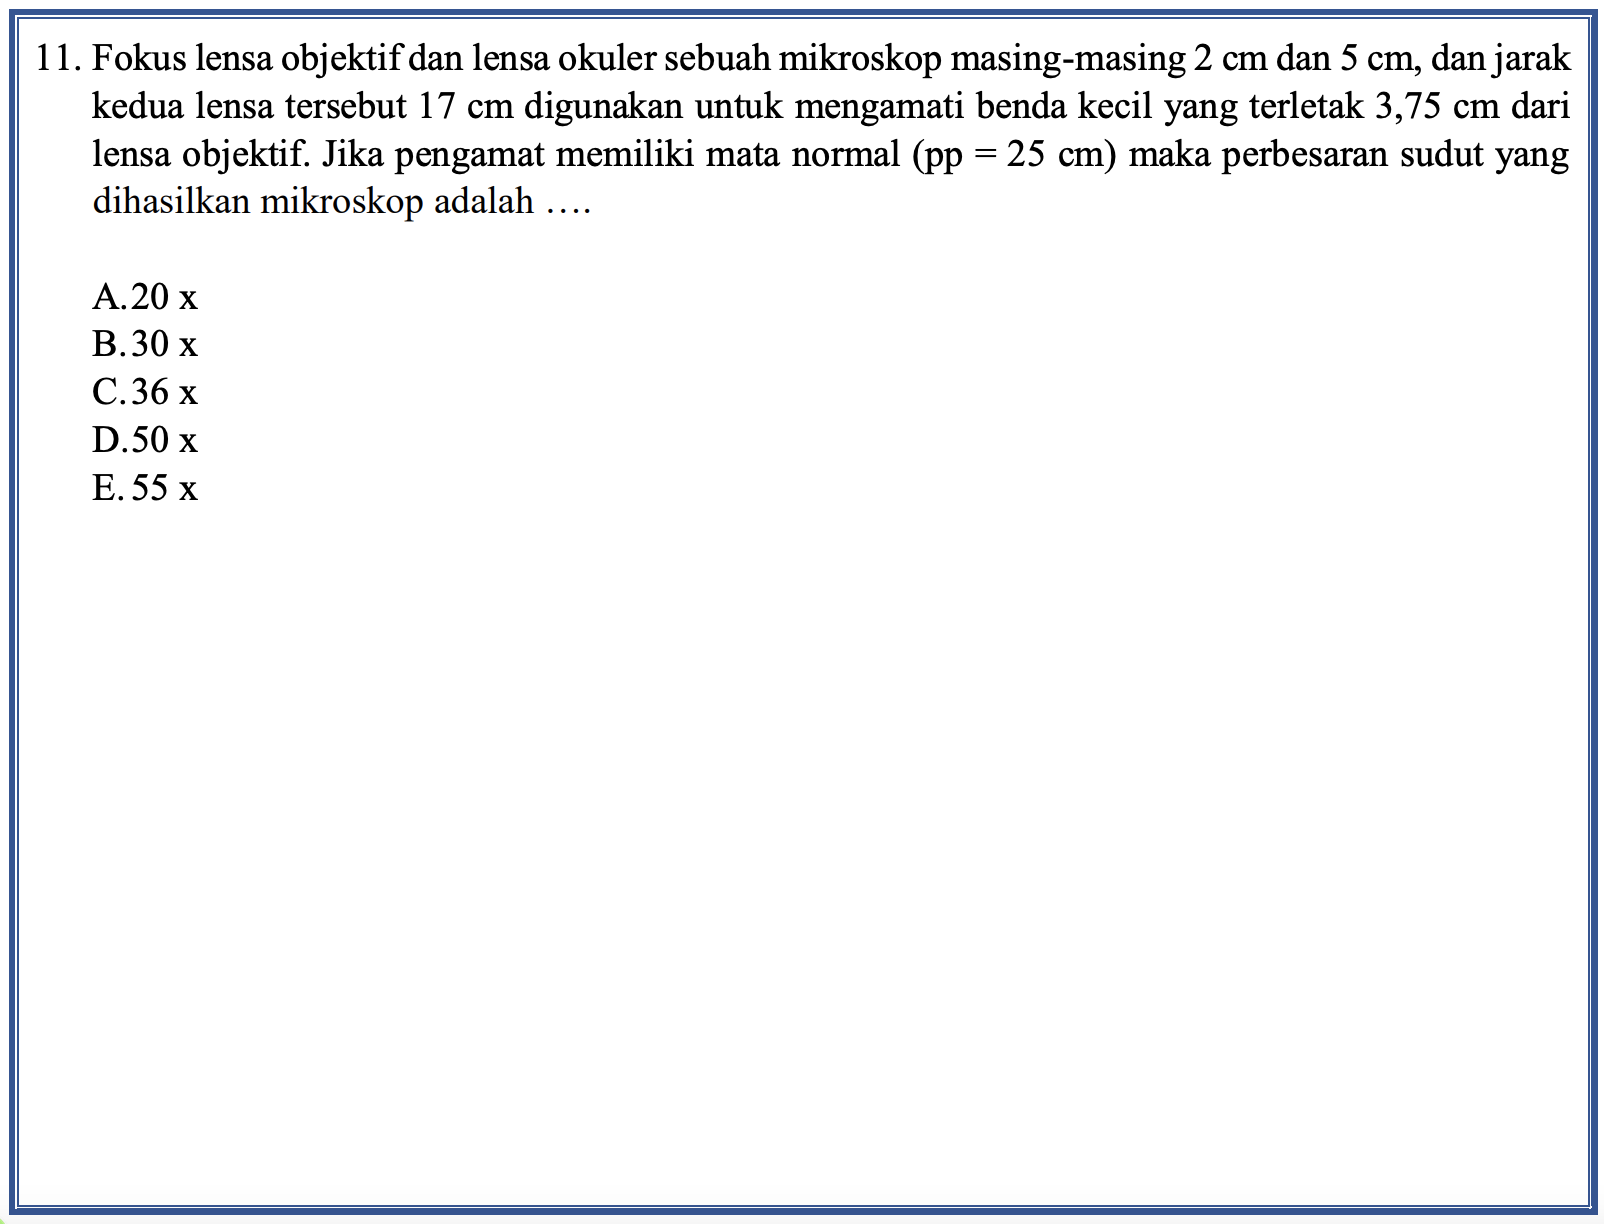 11. Fokus lensa objektif dan lensa okuler sebuah mikroskop masing-masing 2 cm dan 5 cm, dan jarak
kedua lensa tersebut 17 cm digunakan untuk mengamati benda kecil yang terletak 3,75 cm dari
lensa objektif. Jika pengamat memiliki mata normal (pp = 25 cm) maka perbesaran sudut yang
dihasilkan mikroskop adalah ….
A.20 x
B.30 x
C.36 x
D.50 x
E.55 x